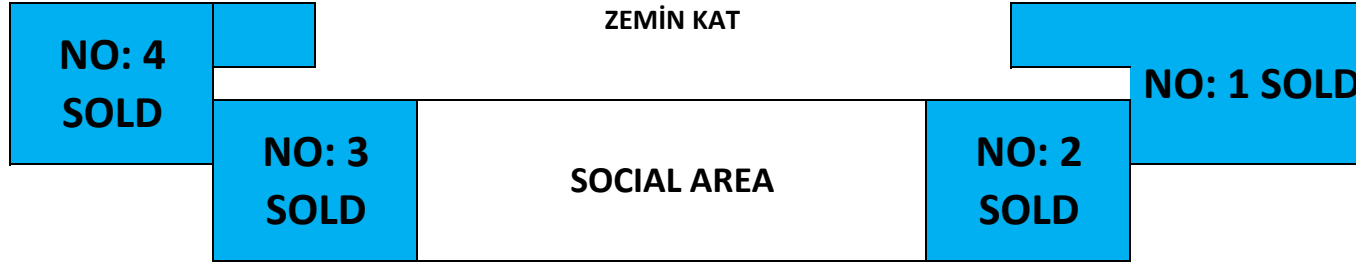 ZEMİN KAT
NO: 4
SOLD
NO: 1 SOLD
NO: 3
SOLD
SOCIAL AREA
NO: 2
SOLD